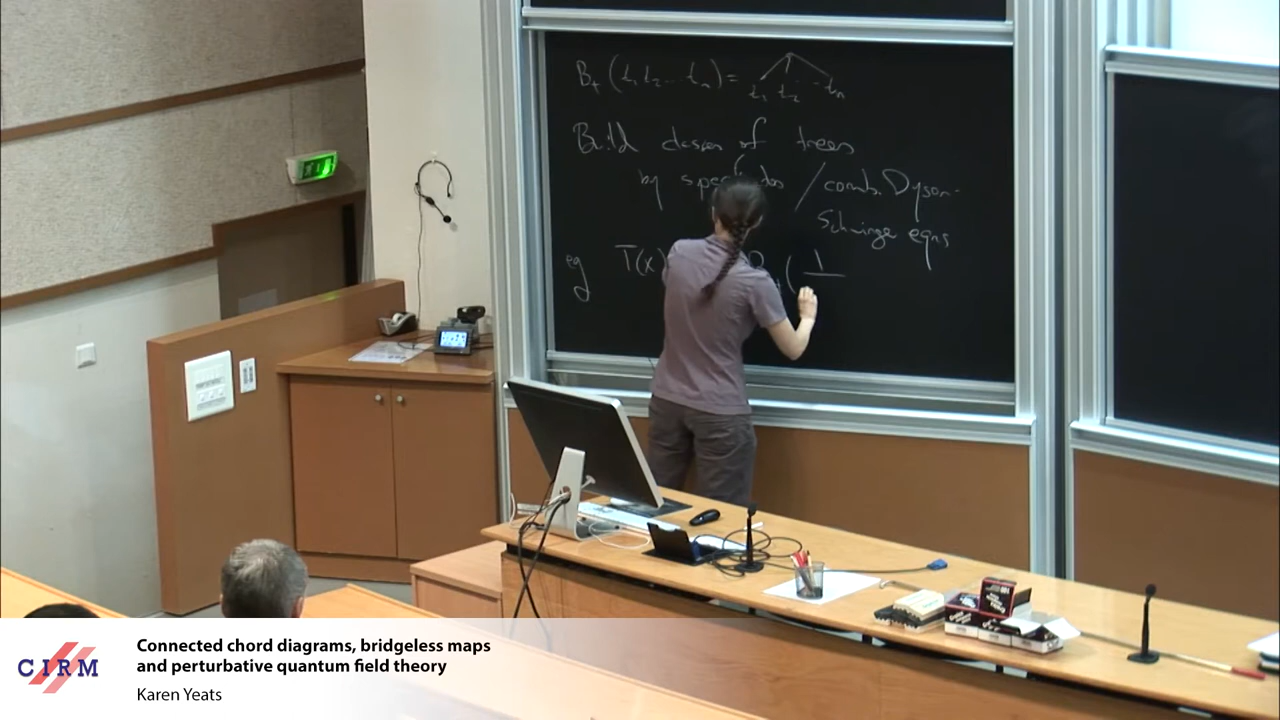 B₊ (t₁ t₂ ... tₙ) =
t₁ t₂ ... tₙ
Build classes of trees
by / comb. Dyson-
Schwinger eqns
eg T(x) ( 1
CIRM
Connected chord diagrams, bridgeless maps
and perturbative quantum field theory
Karen Yeats